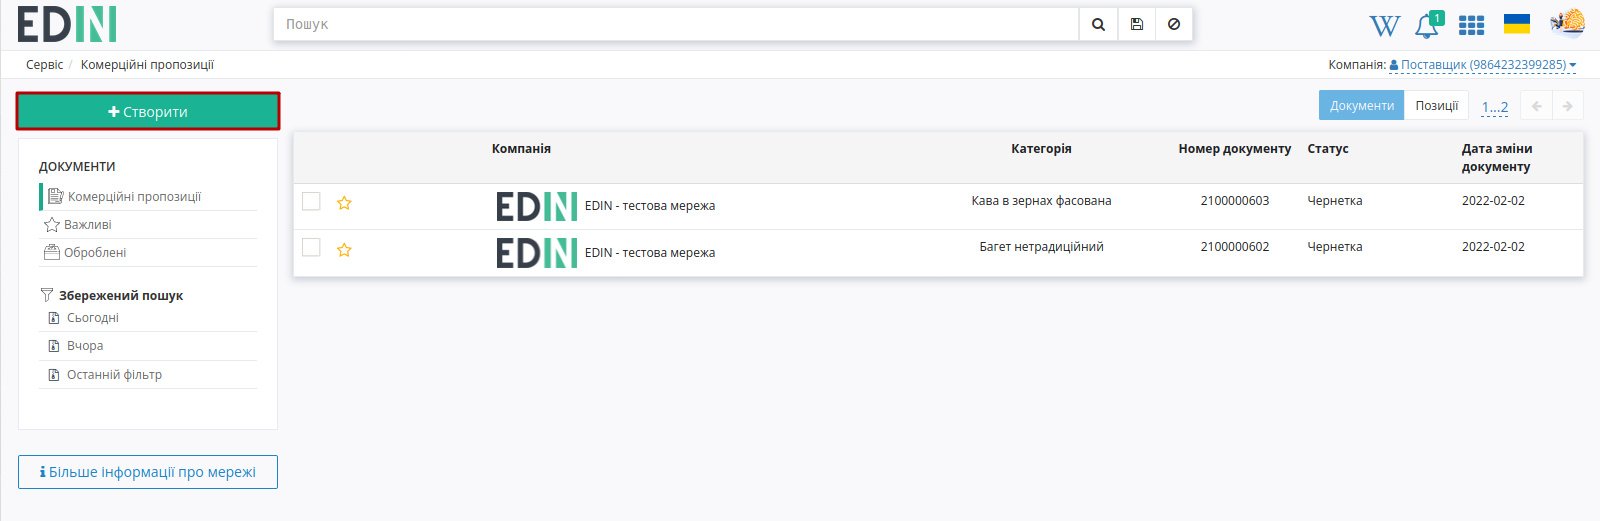 EDIN
Пошук
W
1
Сервіс / Комерційні пропозиції
Компанія: Поставщик (9864232399285)
Створити
Документи Позиції 1...2
ДОКУМЕНТИ
Комерційні пропозиції
Важливі
Оброблені
Збережений пошук
Сьогодні
Вчора
Останній фільтр
Більше інформації про мережі
Компанія Категорія Номер документу Статус Дата зміни
документу
EDIN EDIN - тестова мережа Кава в зернах фасована 2100000603 Чернетка 2022-02-02
EDIN EDIN - тестова мережа Багет нетрадиційний 2100000602 Чернетка 2022-02-02